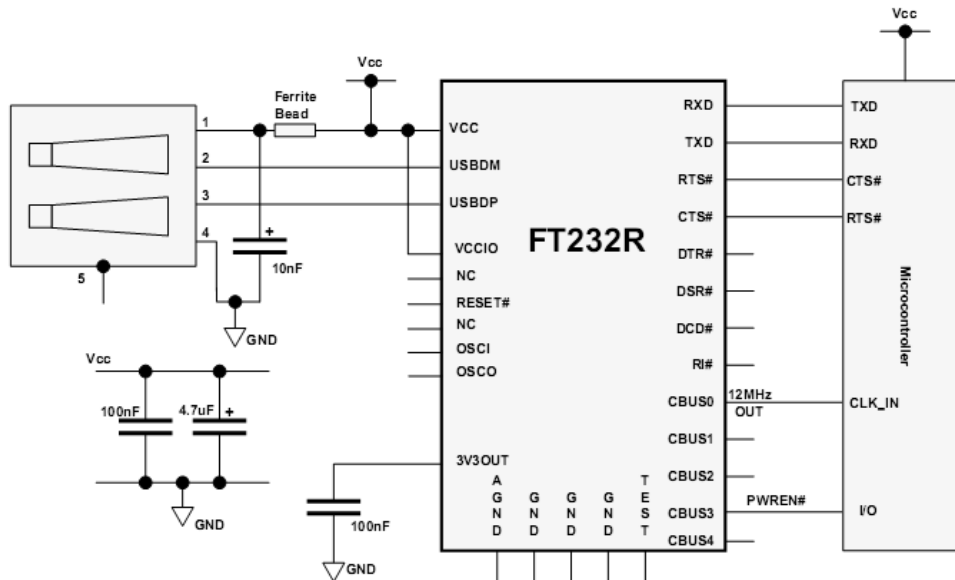 Vcc
Vcc
Ferrite
Bead
1
2
3
4
5
10nF
GND
Vcc
100nF
4.7uF
+
+
GND
100nF
GND
FT232R
VCC
USBDM
USBDP
VCCIO
NC
RESET#
NC
OSCI
OSCO
3V3OUT
AGND
GND
GND
GND
TEST
RXD
TXD
RTS#
CTS#
DTR#
DSR#
DCD#
RI#
CBUS0
CBUS1
CBUS2
CBUS3
CBUS4
12MHz
OUT
PWREN#
TXD
RXD
CTS#
RTS#
Microcontroller
CLK_IN
I/O